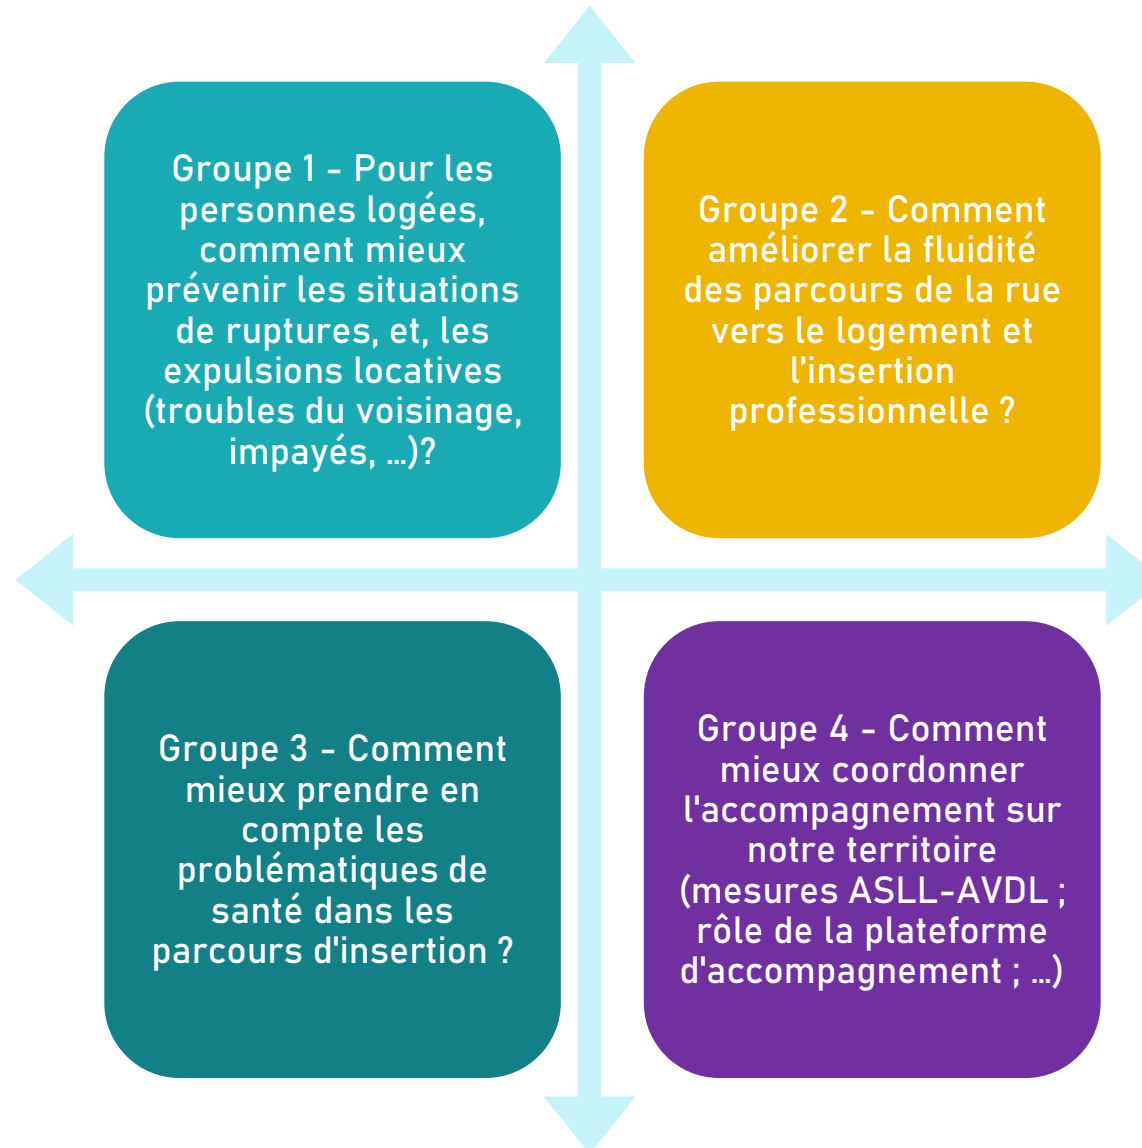 Groupe 1 - Pour les
personnes logées,
comment mieux
prévenir les situations
de ruptures, et, les
expulsions locatives
(troubles du voisinage,
impayés, …)?
Groupe 2 - Comment
améliorer la fluidité
des parcours de la rue
vers le logement et
l’insertion
professionnelle ?
Groupe 3 - Comment
mieux prendre en
compte les
problématiques de
santé dans les
parcours d'insertion ?
Groupe 4 - Comment
mieux coordonner
l'accompagnement sur
notre territoire
(mesures ASLL-AVDL ;
rôle de la plateforme
d'accompagnement ; …)